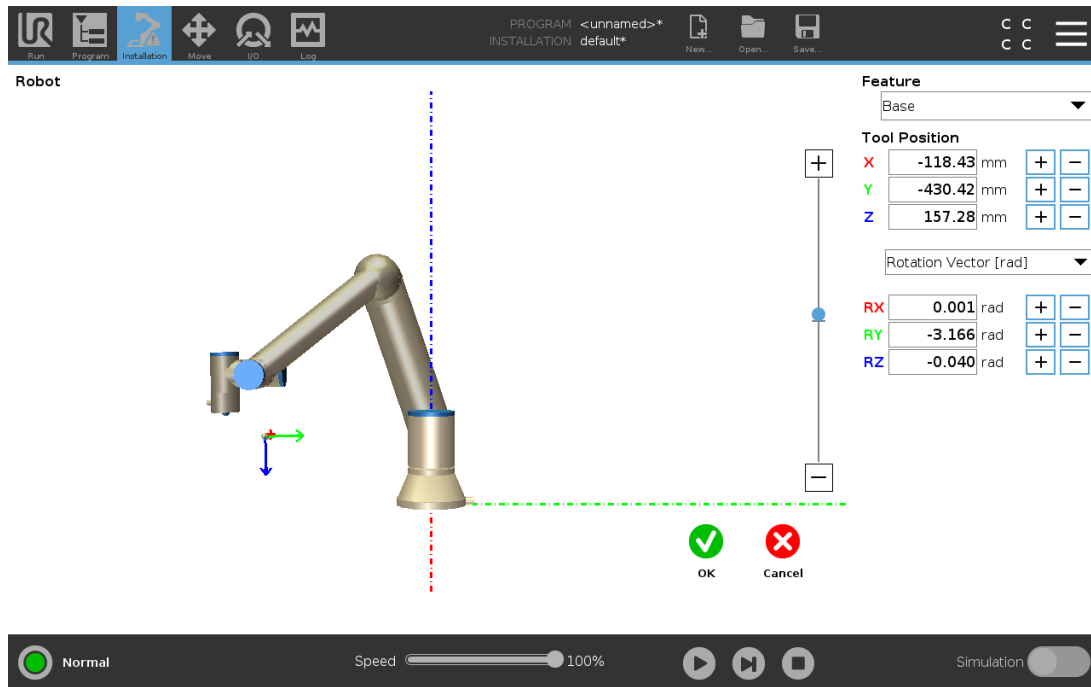 PROGRAM <unnamed>*
INSTALLATION default*
C C
C C
Run Program Installation Move I/O Log New... Open... Save...
Robot
Feature
Base
Tool Position
X -118.43 mm + −
Y -430.42 mm + −
Z 157.28 mm + −
Rotation Vector [rad]
RX 0.001 rad + −
RY -3.166 rad + −
RZ -0.040 rad + −
+
−
OK Cancel
Normal Speed 100% Simulation